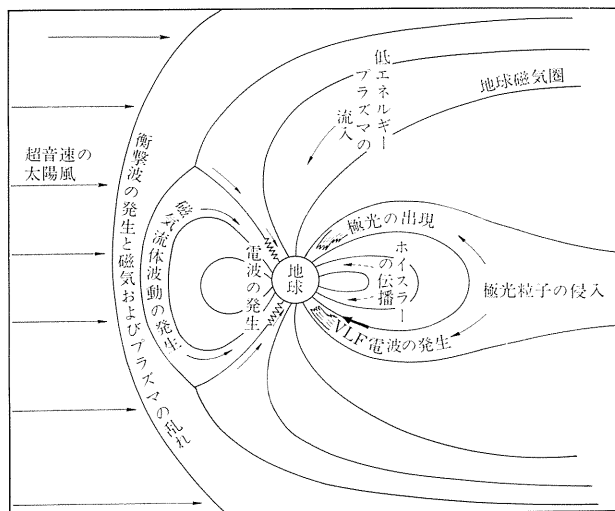 超音速の
太陽風
衝撃波の発生と磁気およびプラズマの乱れ
磁気流体波動の発生
電波の発生
地球
低エネルギー
プラズマの
流入
地球磁気圏
極光の出現
ホイスラー
の伝播
極光粒子の侵入
VLF電波の発生